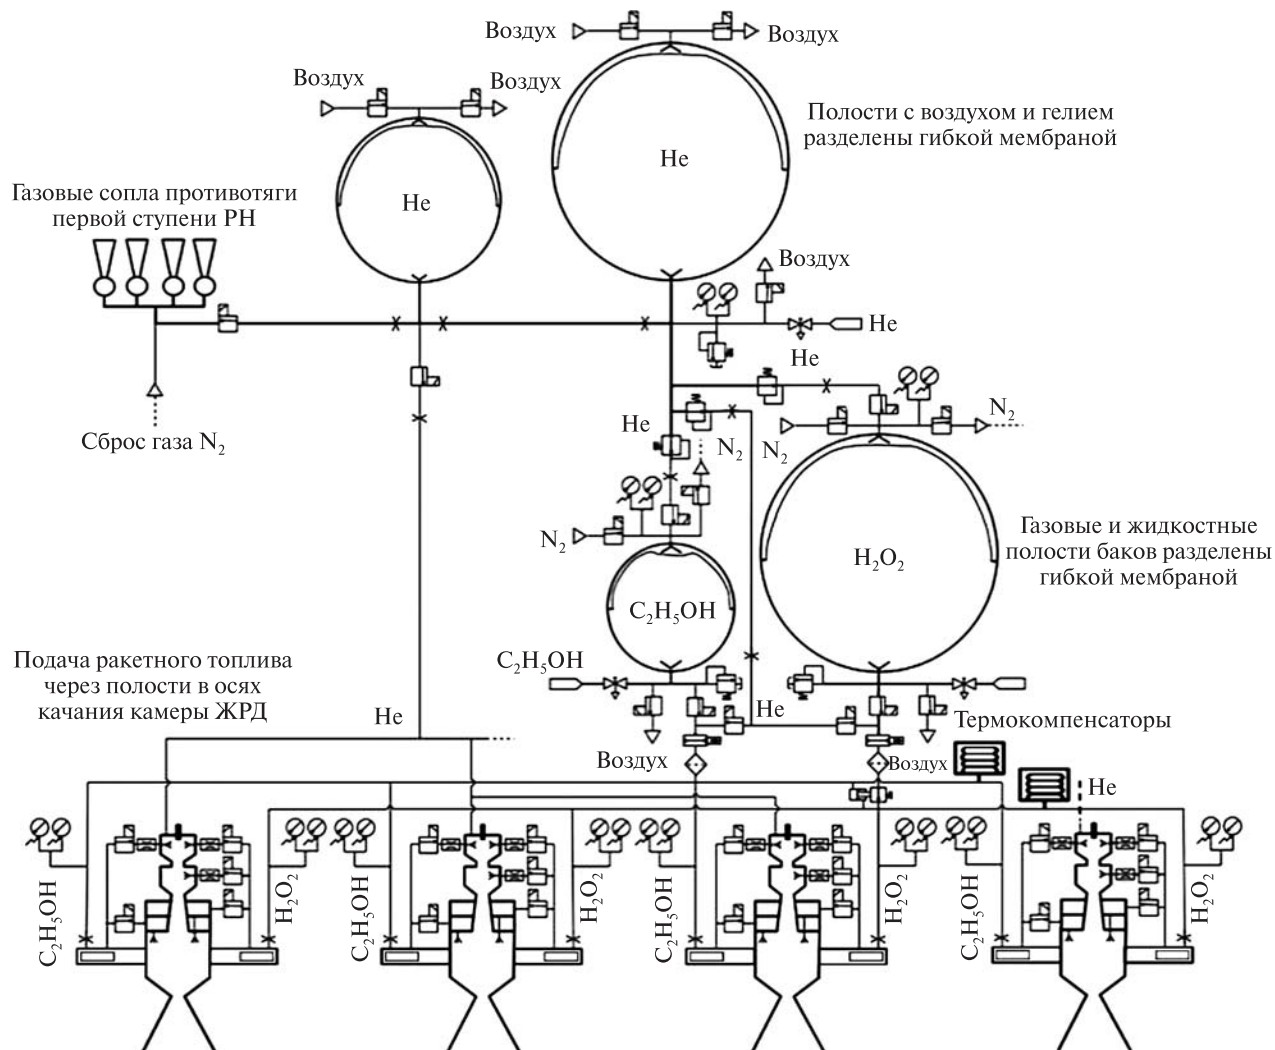 Воздух
Воздух
Воздух
Воздух
Полости с воздухом и гелием
разделены гибкой мембраной
He
He
Газовые сопла противотяги
первой ступени РН
Воздух
He
He
N₂
Сброс газа N₂
He
N₂
N₂
N₂
Газовые и жидкостные
полости баков разделены
гибкой мембраной
H₂O₂
C₂H₅OH
C₂H₅OH
Подача ракетного топлива
через полости в осях
качания камеры ЖРД
He
He
Термокомпенсаторы
Воздух
Воздух
He
C₂H₅OH
H₂O₂
C₂H₅OH
H₂O₂
C₂H₅OH
H₂O₂
C₂H₅OH
H₂O₂